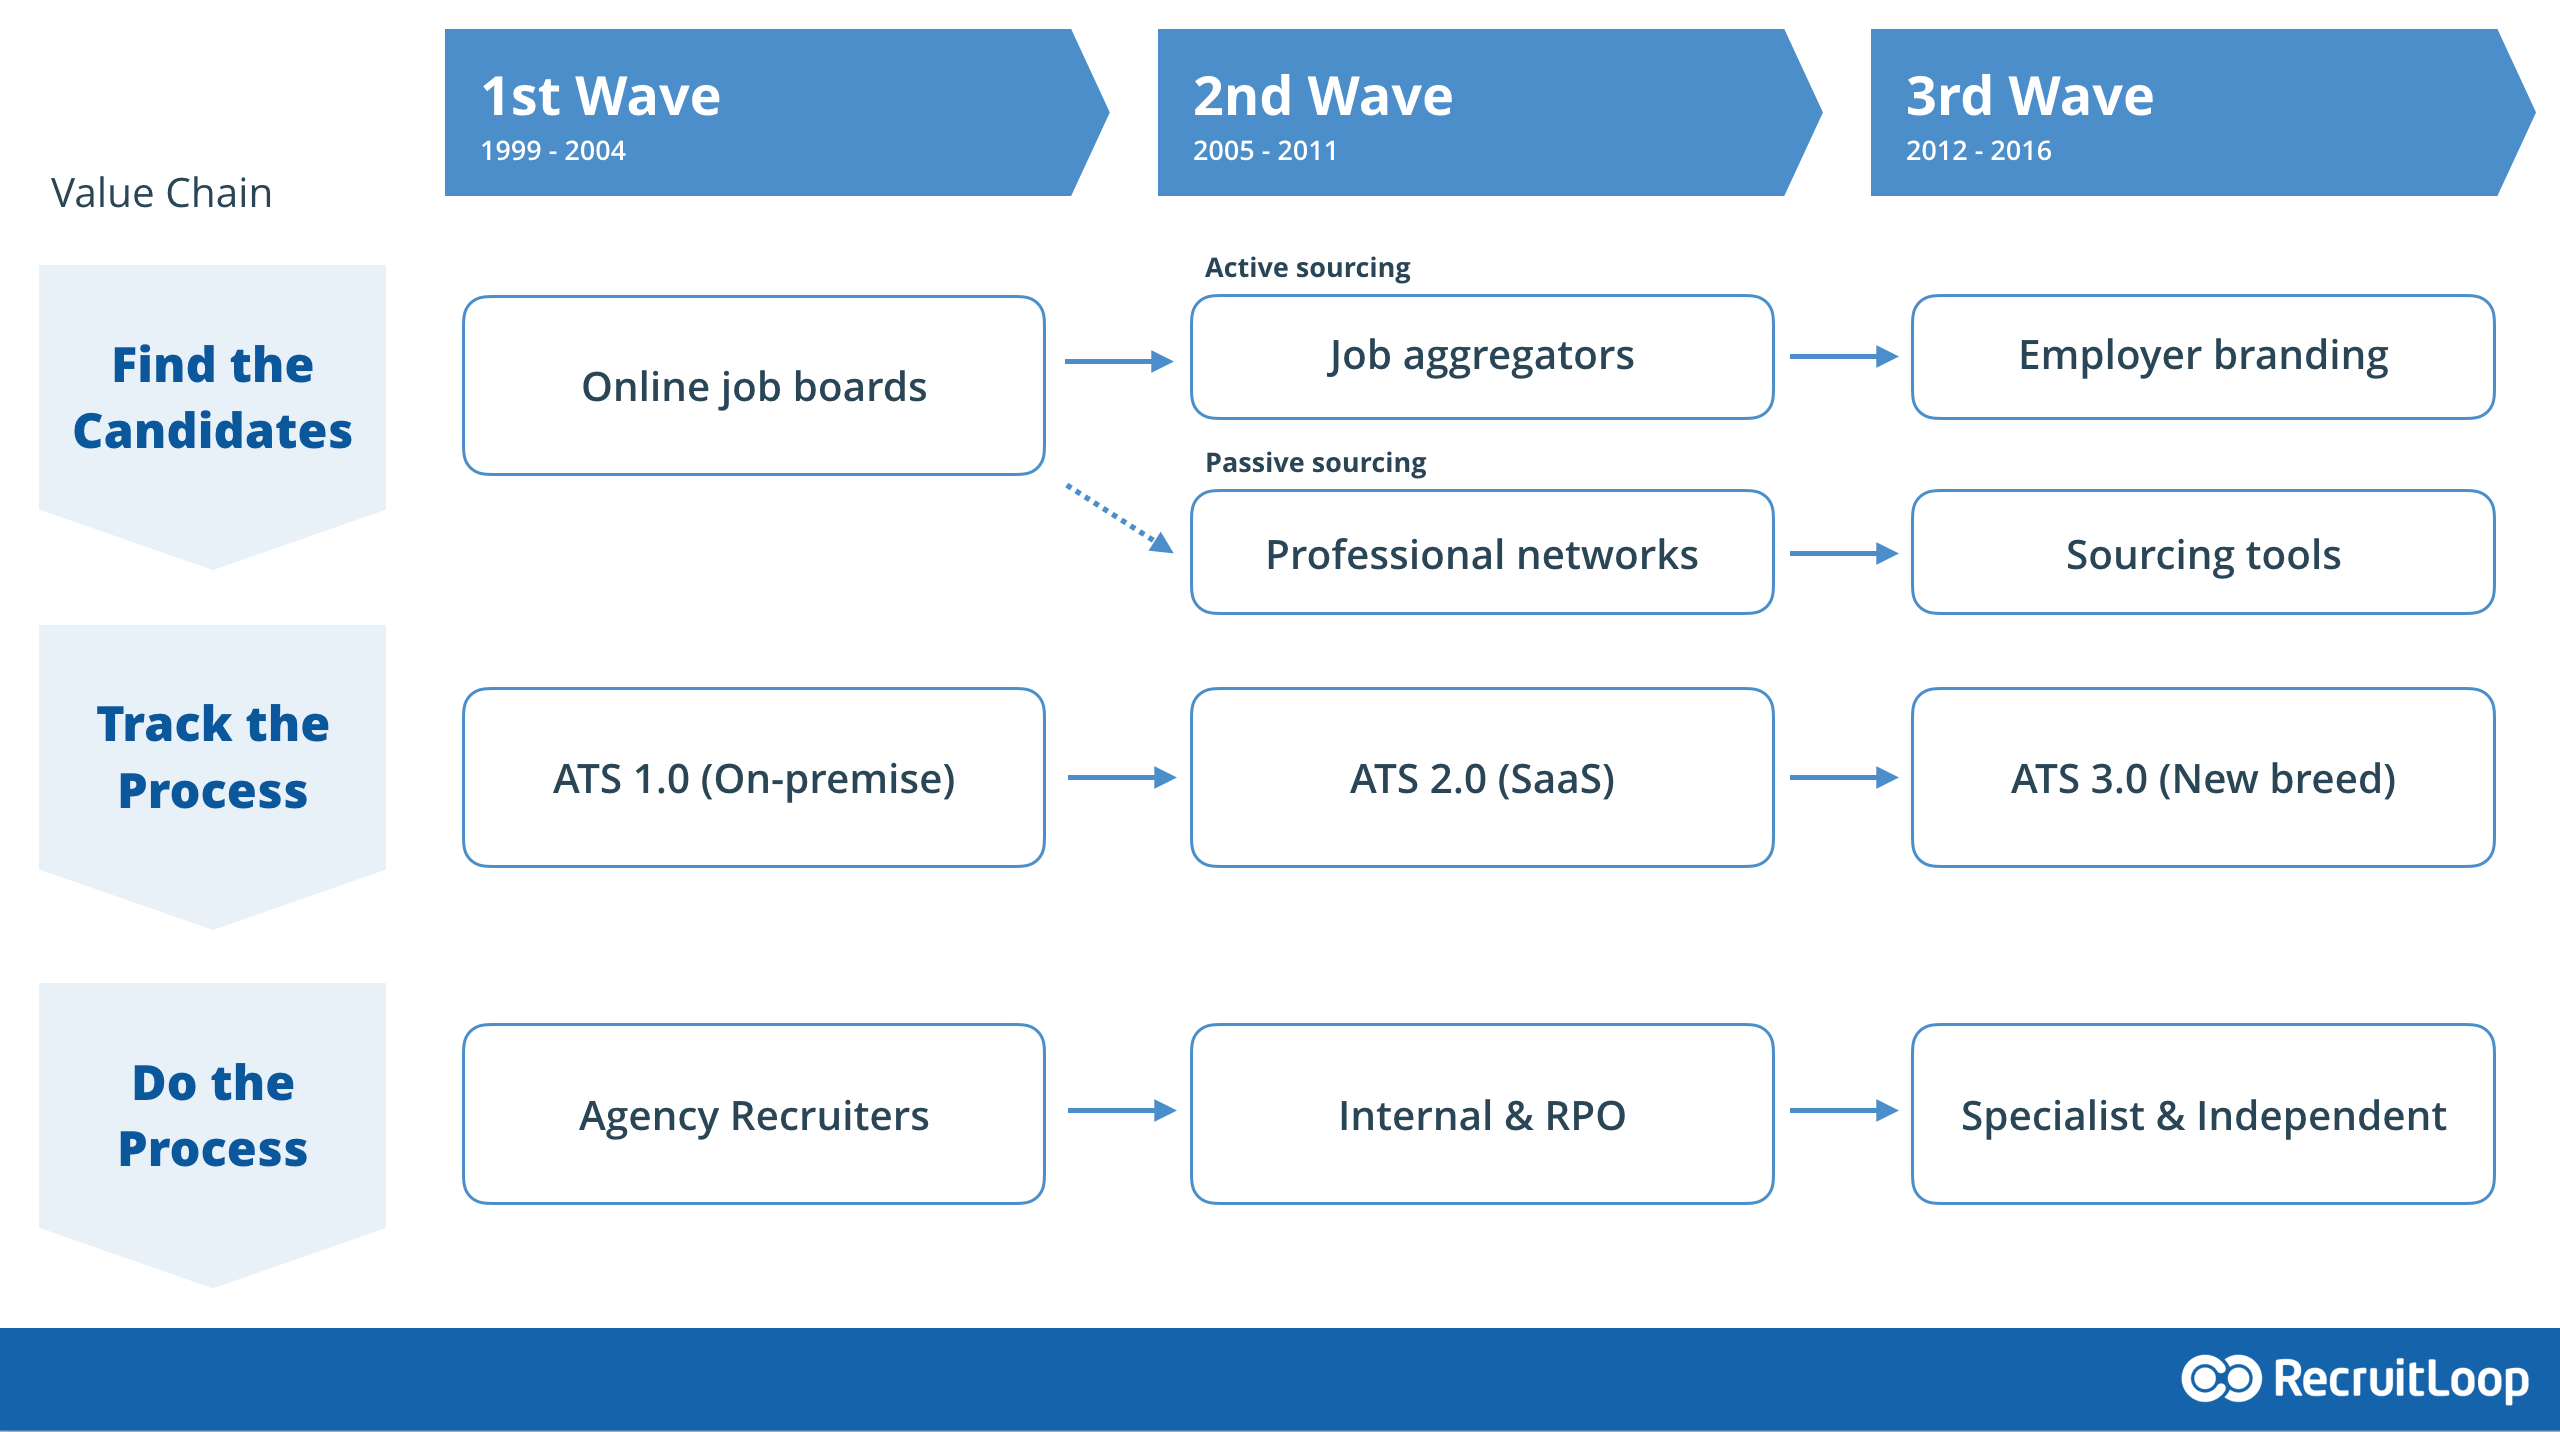 1st Wave
1999 - 2004
2nd Wave
2005 - 2011
3rd Wave
2012 - 2016
Value Chain
Find the
Candidates
Online job boards
Active sourcing
Job aggregators
Employer branding
Passive sourcing
Professional networks
Sourcing tools
Track the
Process
ATS 1.0 (On-premise)
ATS 2.0 (SaaS)
ATS 3.0 (New breed)
Do the
Process
Agency Recruiters
Internal & RPO
Specialist & Independent
RecruitLoop